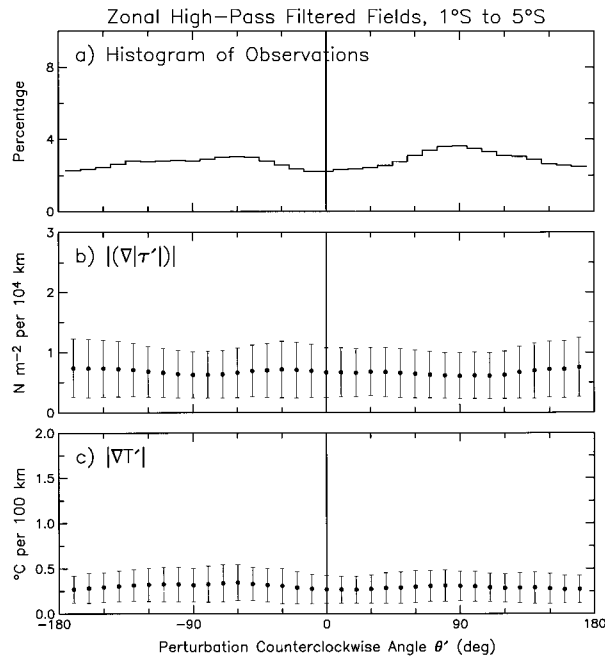 Zonal High-Pass Filtered Fields, 1°S to 5°S
a) Histogram of Observations
Percentage
8
4
0
b) |(∇|τ'|)|
N m⁻² per 10⁴ km
3
2
1
0
c) |∇T'|
°C per 100 km
2.0
1.5
1.0
0.5
0.0
-180 -90 0 90 180
Perturbation Counterclockwise Angle θ' (deg)